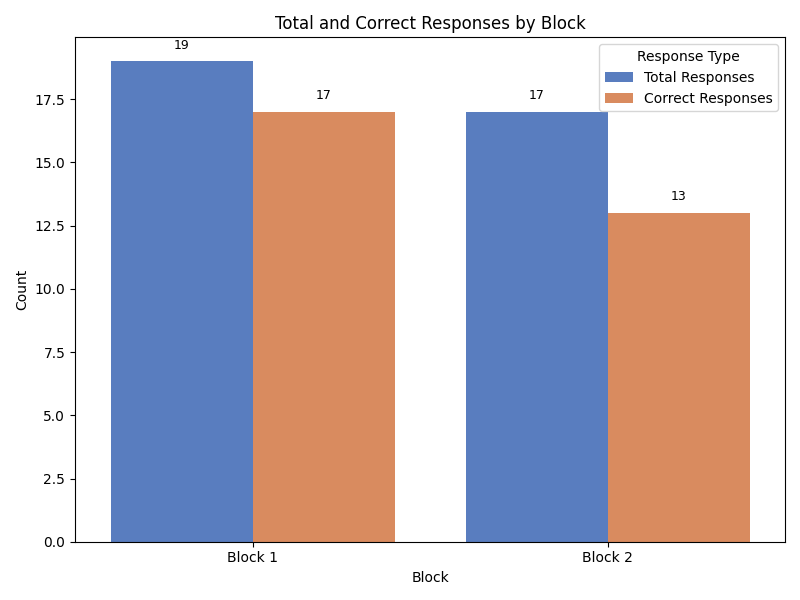 Total and Correct Responses by Block
Response Type
Total Responses
Correct Responses
19
17
17
13
17.5
15.0
12.5
10.0
7.5
5.0
2.5
0.0
Count
Block 1
Block 2
Block